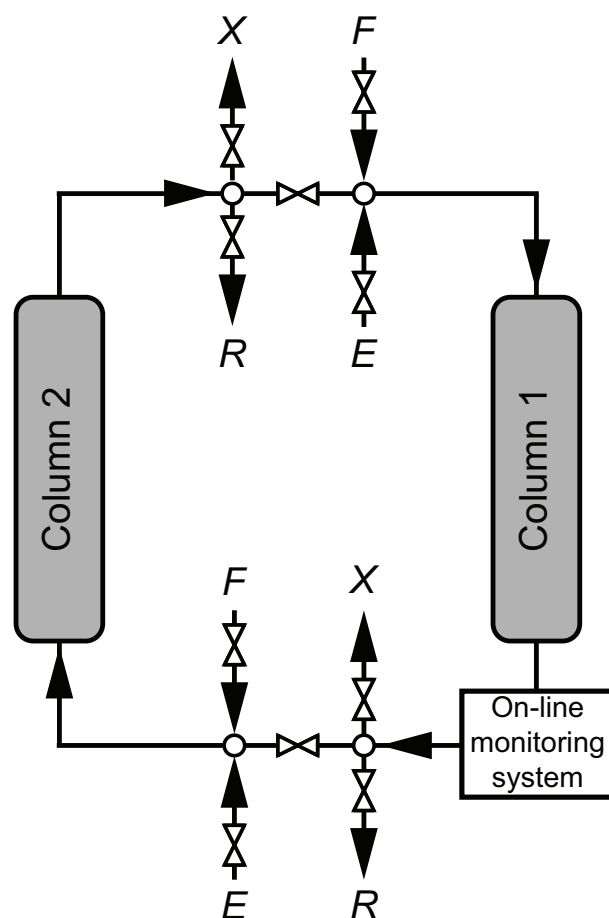 X
F
R
E
Column 2
Column 1
F
X
On-line
monitoring
system
E
R